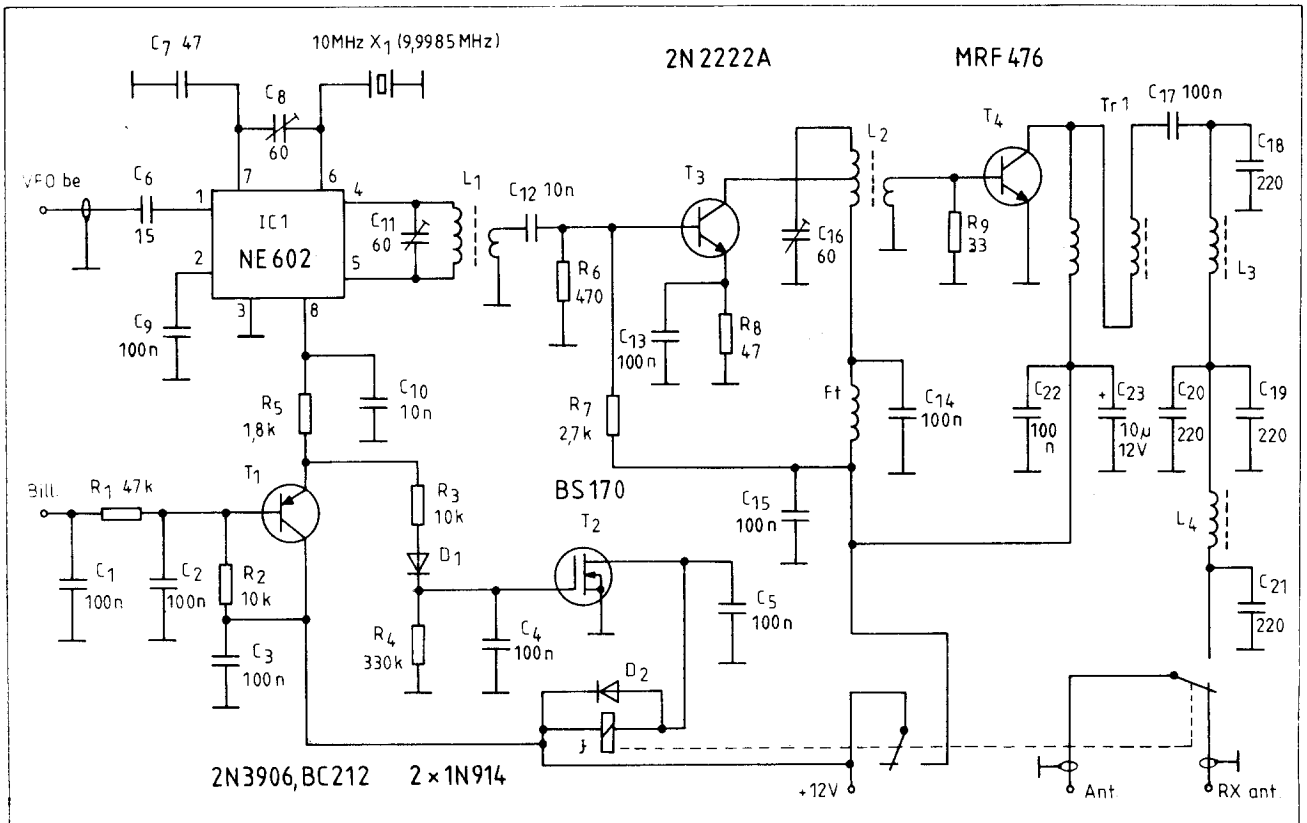 C7 47
10MHz X1 (9,9985MHz)
2N2222A
MRF476
C8
60
Tr1
C17 100n
C18
220
VFO be
C6
15
1
7
6
4
2
5
3
8
IC1
NE602
C11
60
L1
C12 10n
T3
L2
T4
C16
60
R9
33
L3
R6
470
C9
100n
C13
100n
R8
47
C10
10n
R5
1,8k
R7
2,7k
Ft
C14
100n
C22
100
n
+
C23
10µ
12V
C20
220
C19
220
Bill.
R1 47k
T1
R3
10k
BS170
T2
C15
100n
L4
C1
100n
C2
100n
R2
10k
D1
C5
100n
C21
220
C3
100n
R4
330k
C4
100n
D2
2N3906, BC212
2 × 1N914
+12V
Ant.
RX ant.